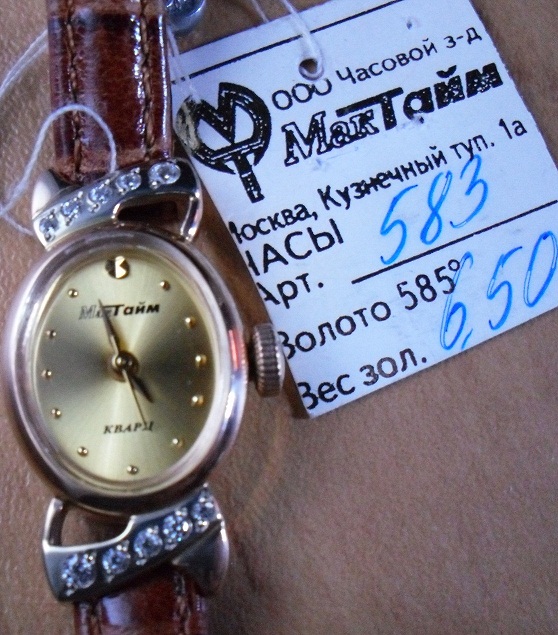 ООО Часовой з-д
МакТайм
Москва, Кузнечный туп. 1а
ЧАСЫ
Арт. 583
Золото 585°
Вес зол. 6,50
МакТайм
КВАРЦ